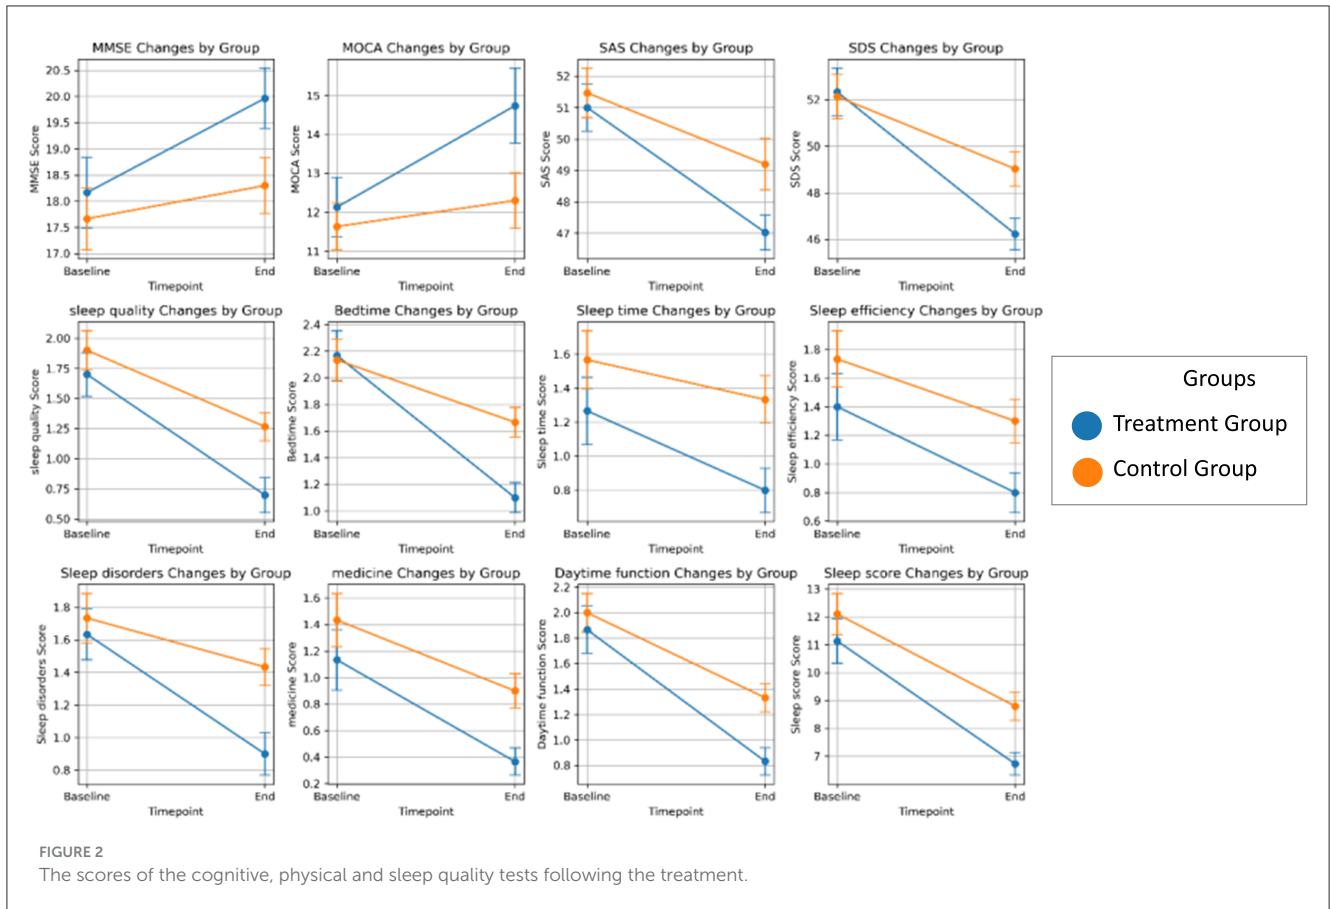 MMSE Changes by Group
MMSE Score
20.5
20.0
19.5
19.0
18.5
18.0
17.5
17.0
Baseline
End
Timepoint
MOCA Changes by Group
MOCA Score
15
14
13
12
11
Baseline
End
Timepoint
SAS Changes by Group
SAS Score
52
51
50
49
48
47
Baseline
End
Timepoint
SDS Changes by Group
SDS Score
52
50
48
46
Baseline
End
Timepoint
sleep quality Changes by Group
sleep quality Score
2.00
1.75
1.50
1.25
1.00
0.75
0.50
Baseline
End
Timepoint
Bedtime Changes by Group
Bedtime Score
2.4
2.2
2.0
1.8
1.6
1.4
1.2
1.0
Baseline
End
Timepoint
Sleep time Changes by Group
Sleep time Score
1.6
1.4
1.2
1.0
0.8
Baseline
End
Timepoint
Sleep efficiency Changes by Group
Sleep efficiency Score
1.8
1.6
1.4
1.2
1.0
0.8
0.6
Baseline
End
Timepoint
Groups
Treatment Group
Control Group
Sleep disorders Changes by Group
Sleep disorders Score
1.8
1.6
1.4
1.2
1.0
0.8
Baseline
End
Timepoint
medicine Changes by Group
medicine Score
1.6
1.4
1.2
1.0
0.8
0.6
0.4
0.2
Baseline
End
Timepoint
Daytime function Changes by Group
Daytime function Score
2.2
2.0
1.8
1.6
1.4
1.2
1.0
0.8
Baseline
End
Timepoint
Sleep score Changes by Group
Sleep score Score
13
12
11
10
9
8
7
Baseline
End
Timepoint
FIGURE 2
The scores of the cognitive, physical and sleep quality tests following the treatment.